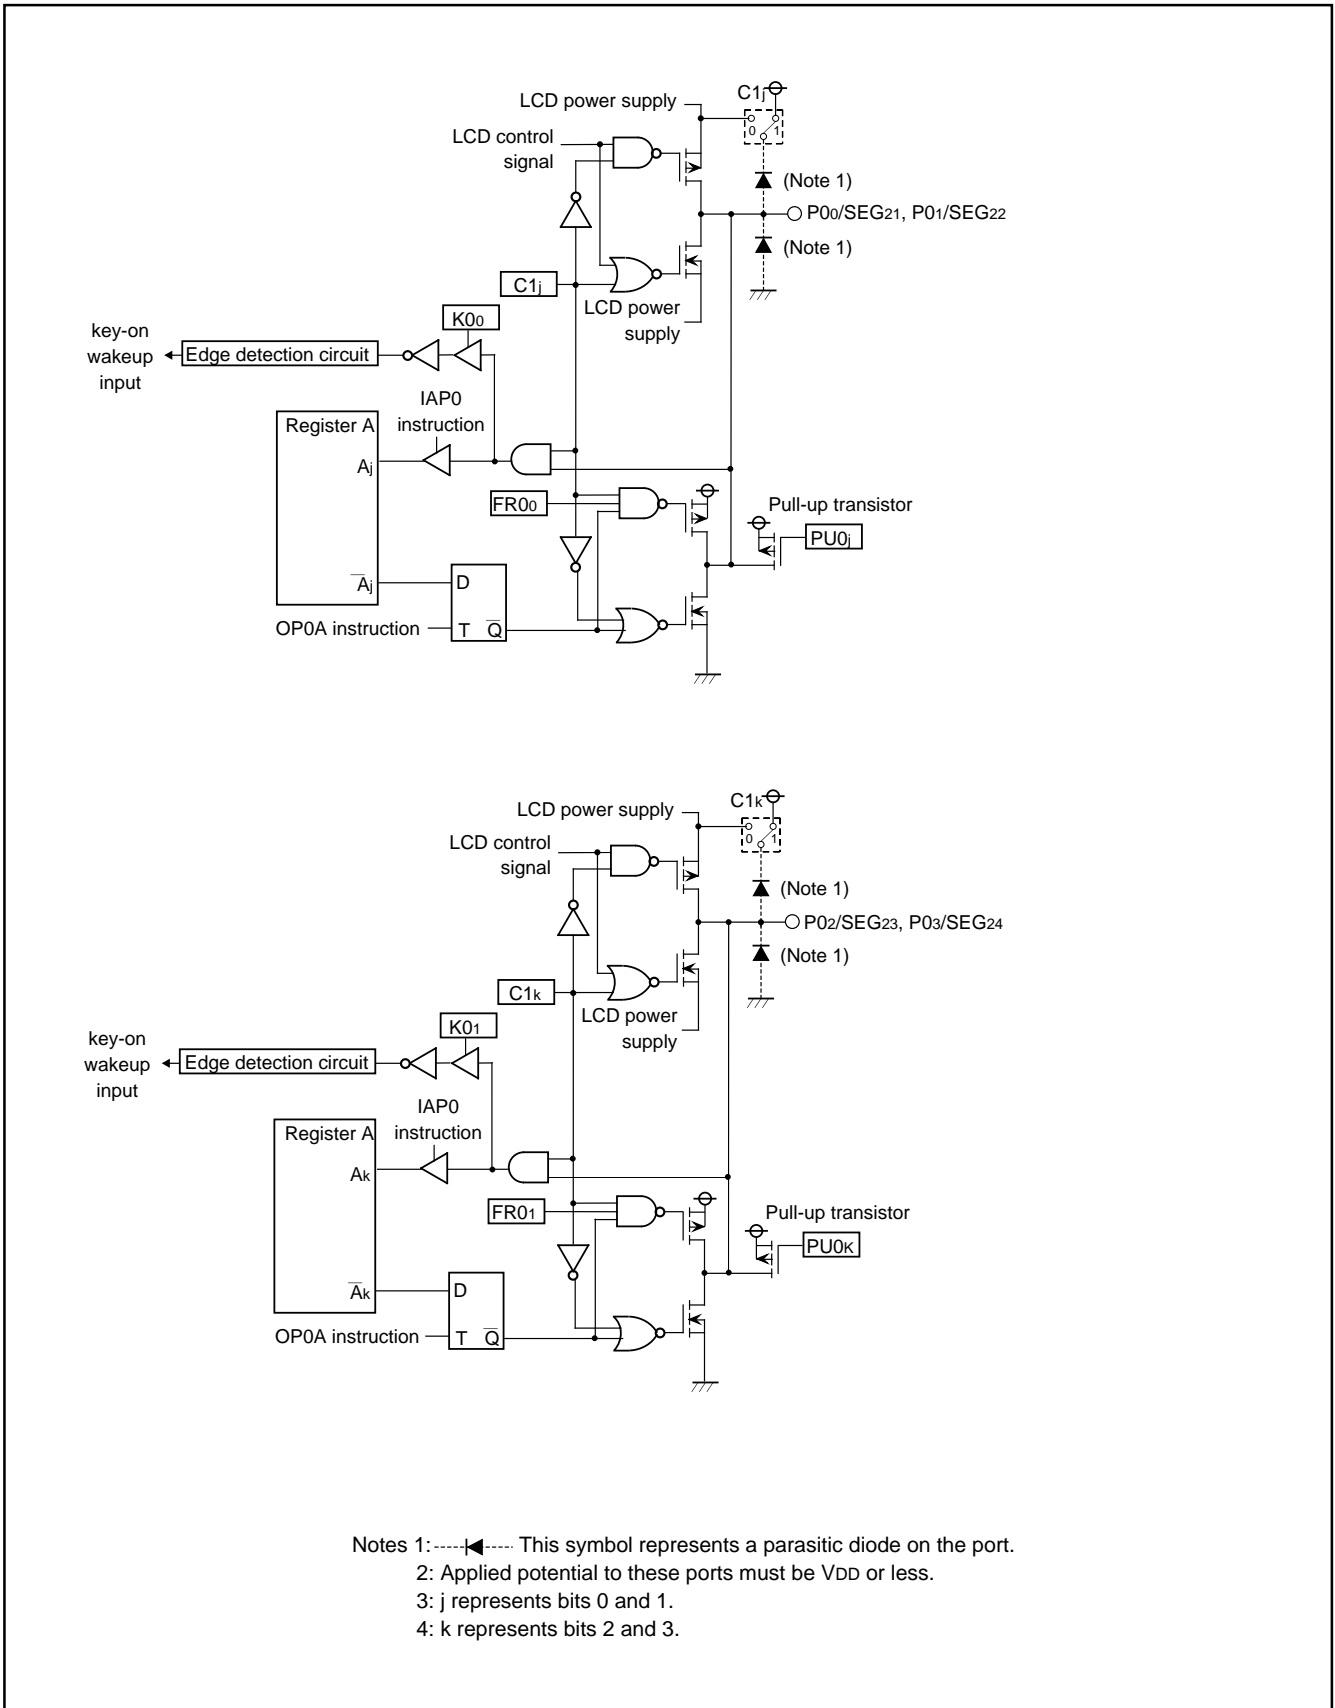 LCD power supply
C1j
LCD control
signal
0 1
(Note 1)
P00/SEG21, P01/SEG22
(Note 1)
C1j
LCD power
supply
K00
key-on
wakeup
input
Edge detection circuit
IAP0
instruction
Register A
Aj
FR00
Pull-up transistor
PU0j
A̅j
D
OP0A instruction
T Q̅
LCD power supply
C1k
LCD control
signal
0 1
(Note 1)
P02/SEG23, P03/SEG24
(Note 1)
C1k
LCD power
supply
K01
key-on
wakeup
input
Edge detection circuit
IAP0
instruction
Register A
Ak
FR01
Pull-up transistor
PU0K
A̅k
D
OP0A instruction
T Q̅
Notes 1: This symbol represents a parasitic diode on the port.
2: Applied potential to these ports must be VDD or less.
3: j represents bits 0 and 1.
4: k represents bits 2 and 3.